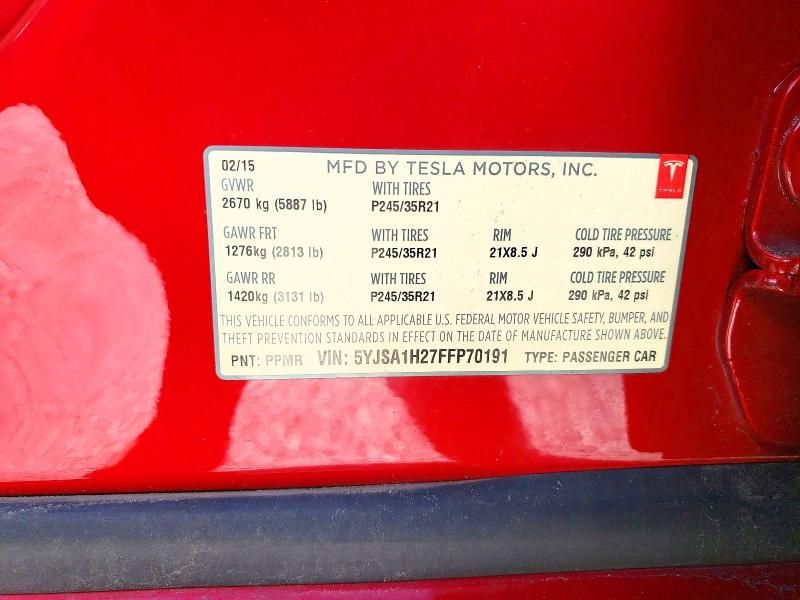 02/15 MFD BY TESLA MOTORS, INC.
TESLA
GVWR WITH TIRES
2670 kg (5887 lb) P245/35R21
GAWR FRT WITH TIRES RIM COLD TIRE PRESSURE
1276kg (2813 lb) P245/35R21 21X8.5 J 290 kPa, 42 psi
GAWR RR WITH TIRES RIM COLD TIRE PRESSURE
1420kg (3131 lb) P245/35R21 21X8.5 J 290 kPa, 42 psi
THIS VEHICLE CONFORMS TO ALL APPLICABLE U.S. FEDERAL MOTOR VEHICLE SAFETY, BUMPER, AND
THEFT PREVENTION STANDARDS IN EFFECT ON THE DATE OF MANUFACTURE SHOWN ABOVE.
PNT: PPMR VIN: 5YJSA1H27FFP70191 TYPE: PASSENGER CAR